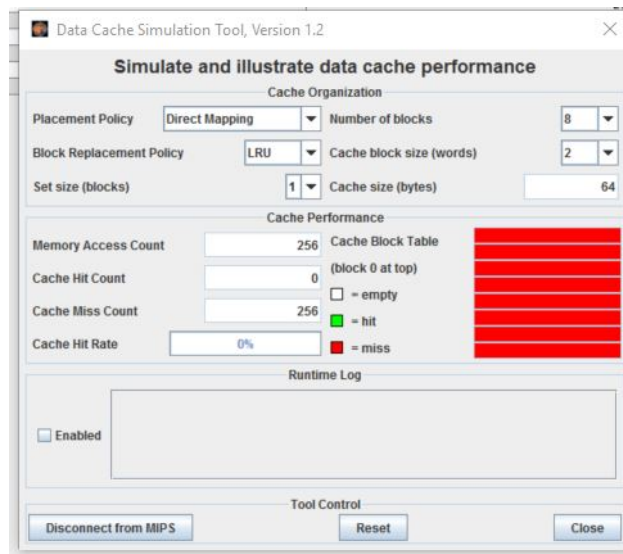 Data Cache Simulation Tool, Version 1.2
Simulate and illustrate data cache performance
Cache Organization
Placement Policy Direct Mapping Number of blocks 8
Block Replacement Policy LRU Cache block size (words) 2
Set size (blocks) 1 Cache size (bytes) 64
Cache Performance
Memory Access Count 256 Cache Block Table
(block 0 at top)
Cache Hit Count 0
= empty
Cache Miss Count 256
= hit
Cache Hit Rate 0% = miss
Runtime Log
Enabled
Tool Control
Disconnect from MIPS Reset Close